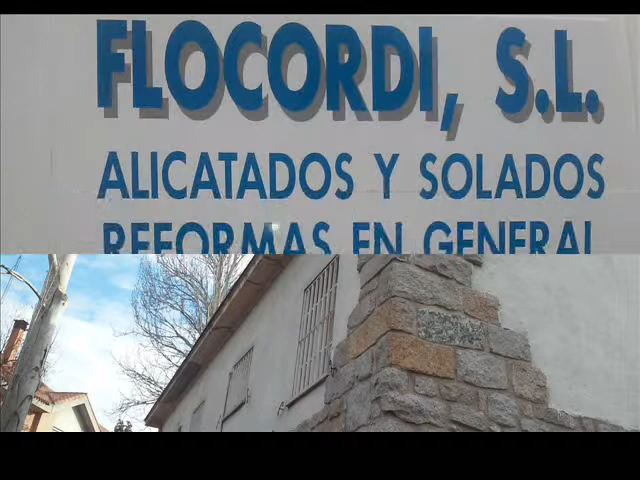 FLOCORDI, S.L.
ALICATADOS Y SOLADOS
REFORMAS EN GENERAL